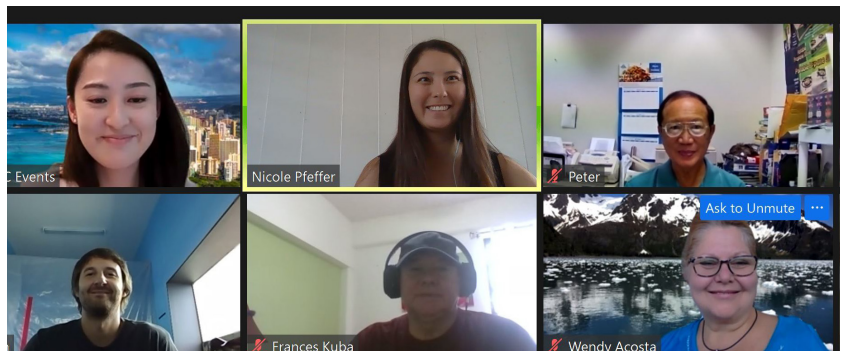 C Events
Nicole Pfeffer
Peter
Ask to Unmute
Frances Kuba
Wendy Acosta